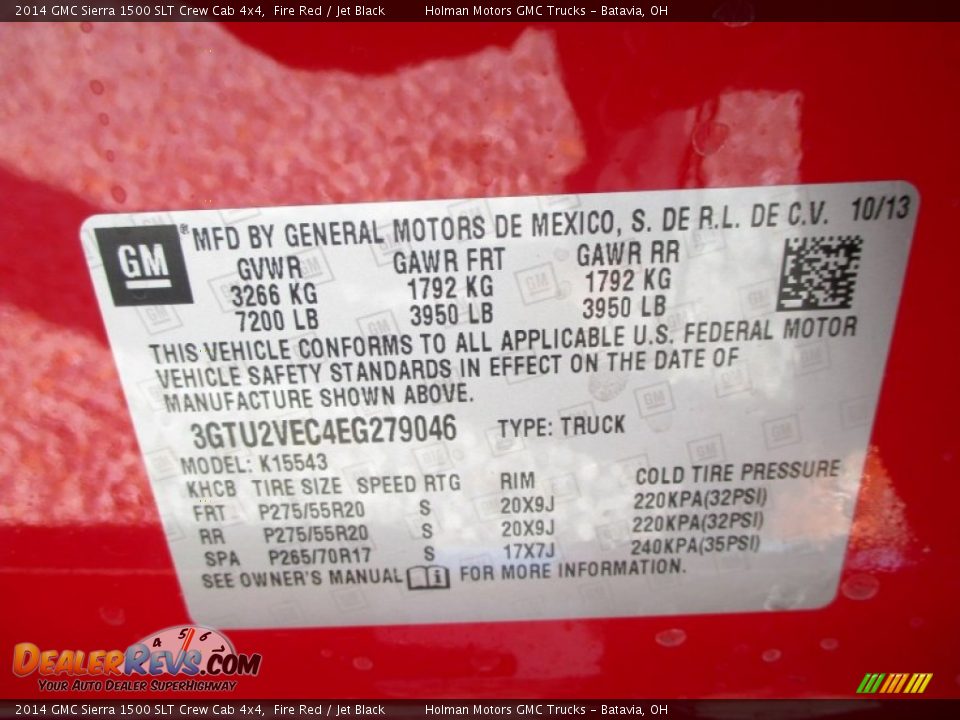 2014 GMC Sierra 1500 SLT Crew Cab 4x4, Fire Red / Jet Black Holman Motors GMC Trucks - Batavia, OH
GM ® MFD BY GENERAL MOTORS DE MEXICO, S. DE R.L. DE C.V. 10/13
GVWR GAWR FRT GAWR RR
3266 KG 1792 KG 1792 KG
7200 LB 3950 LB 3950 LB
THIS VEHICLE CONFORMS TO ALL APPLICABLE U.S. FEDERAL MOTOR
VEHICLE SAFETY STANDARDS IN EFFECT ON THE DATE OF
MANUFACTURE SHOWN ABOVE.
3GTU2VEC4EG279046 TYPE: TRUCK
MODEL: K15543
KHCB TIRE SIZE SPEED RTG RIM COLD TIRE PRESSURE
FRT P275/55R20 S 20X9J 220KPA(32PSI)
RR P275/55R20 S 20X9J 220KPA(32PSI)
SPA P265/70R17 S 17X7J 240KPA(35PSI)
SEE OWNER'S MANUAL i FOR MORE INFORMATION.
4 5 6
DEALERREVS.COM
YOUR AUTO DEALER SUPERHIGHWAY
2014 GMC Sierra 1500 SLT Crew Cab 4x4, Fire Red / Jet Black Holman Motors GMC Trucks - Batavia, OH